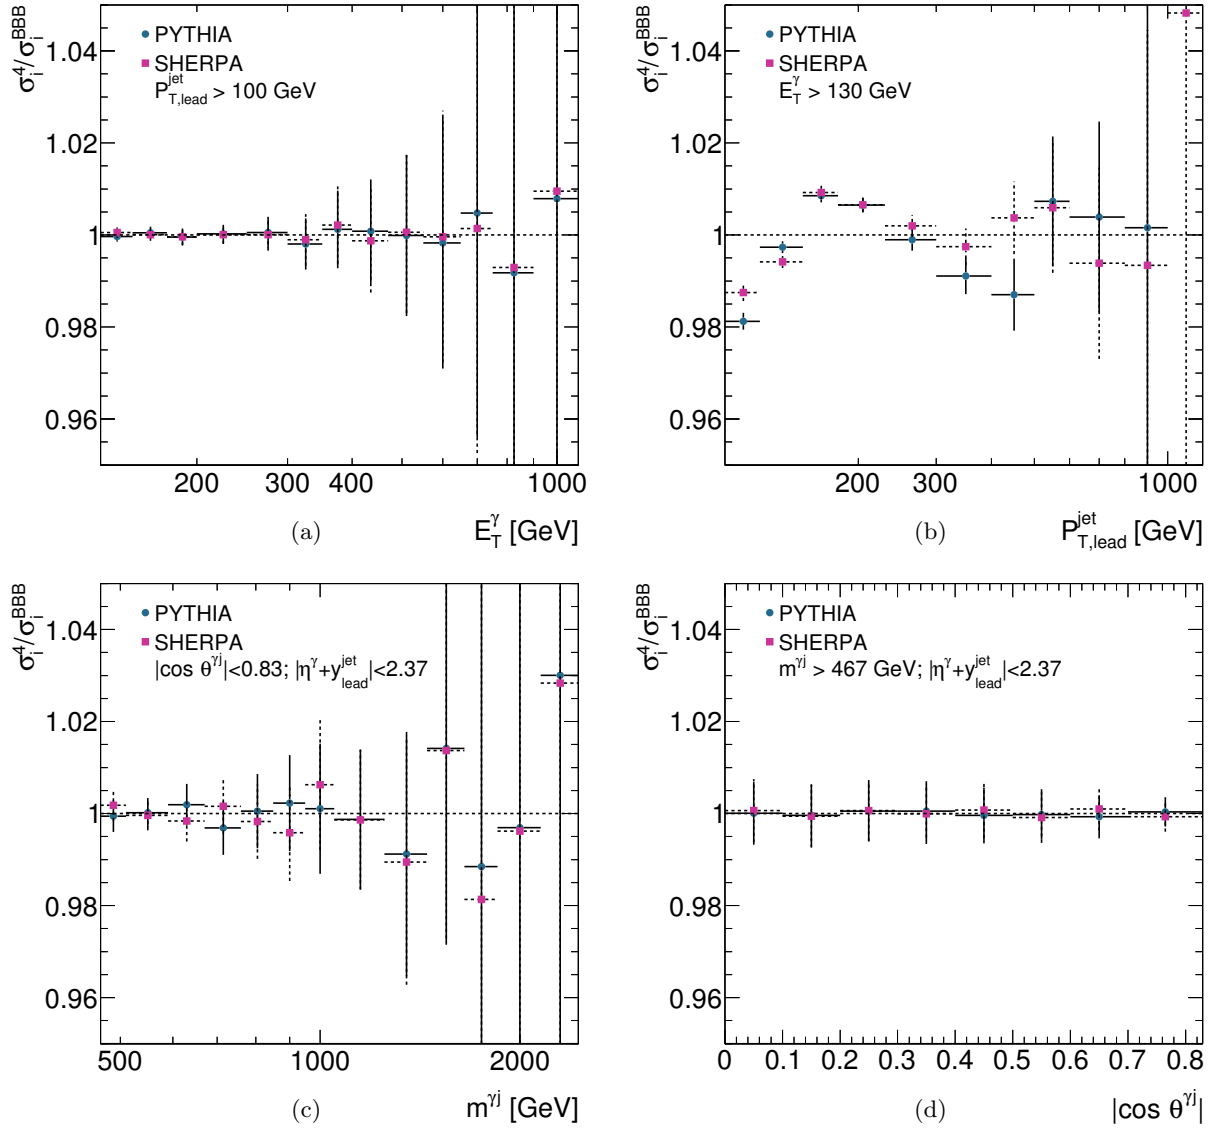 σ_i^4/σ_i^BBB
PYTHIA
SHERPA
P_T,lead^jet > 100 GeV
1.04
1.02
1
0.98
0.96
200 300 400 1000
E_T^γ [GeV]
(a)
σ_i^4/σ_i^BBB
PYTHIA
SHERPA
E_T^γ > 130 GeV
1.04
1.02
1
0.98
0.96
200 300 1000
P_T,lead^jet [GeV]
(b)
σ_i^4/σ_i^BBB
PYTHIA
SHERPA
|cos θ^γj|<0.83; |η^γ+y_lead^jet|<2.37
1.04
1.02
1
0.98
0.96
500 1000 2000
m^γj [GeV]
(c)
σ_i^4/σ_i^BBB
PYTHIA
SHERPA
m^γj > 467 GeV; |η^γ+y_lead^jet|<2.37
1.04
1.02
1
0.98
0.96
0 0.1 0.2 0.3 0.4 0.5 0.6 0.7 0.8
|cos θ^γj|
(d)